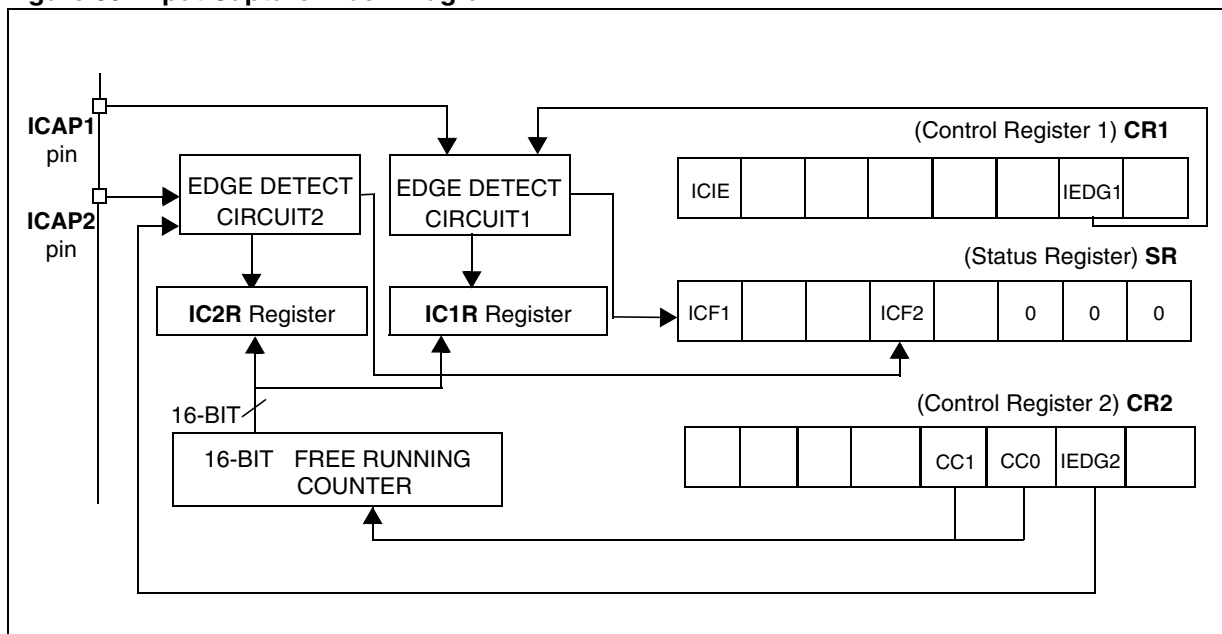 ICAP1
pin
ICAP2
pin
EDGE DETECT
CIRCUIT2
EDGE DETECT
CIRCUIT1
IC2R Register
IC1R Register
16-BIT
16-BIT FREE RUNNING
COUNTER
(Control Register 1) CR1
ICIE
IEDG1
(Status Register) SR
ICF1 ICF2 0 0 0
(Control Register 2) CR2
CC1 CC0 IEDG2